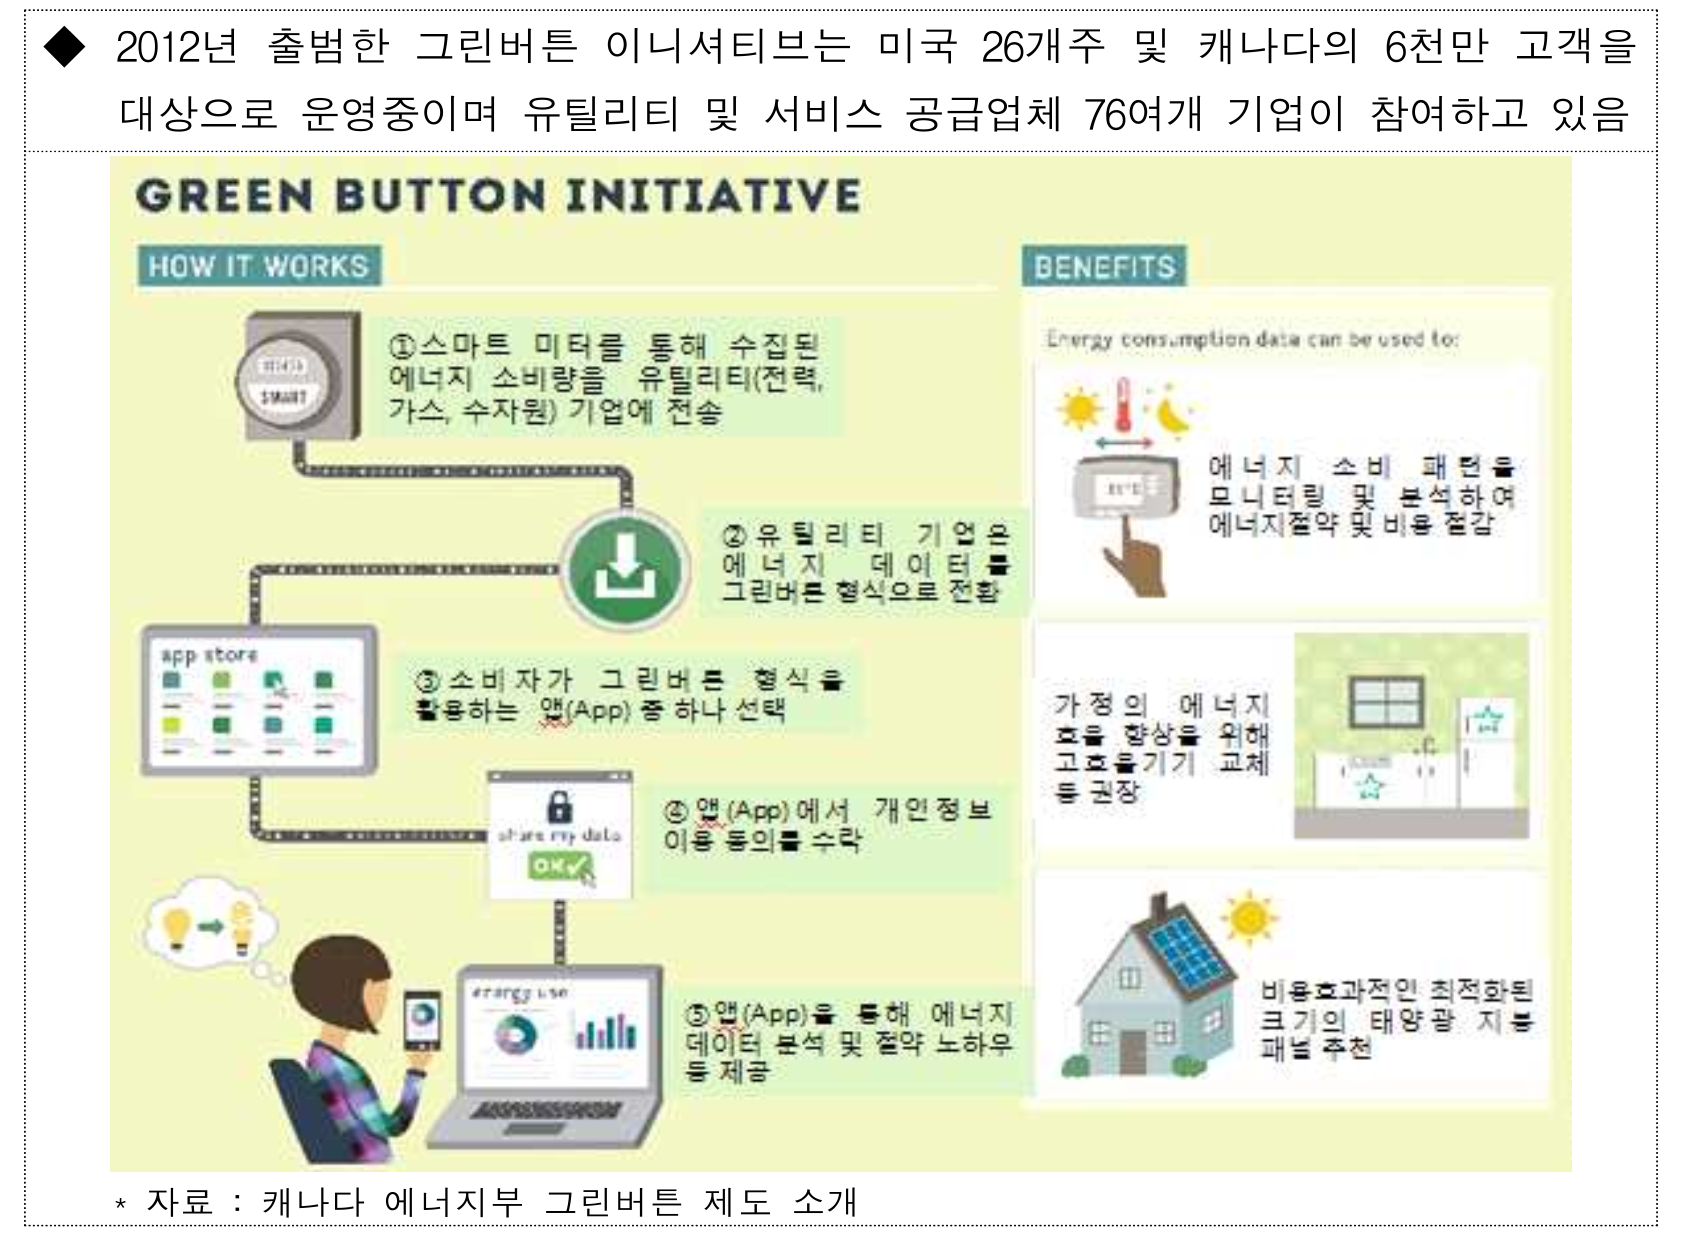 ◆ 2012년 출범한 그린버튼 이니셔티브는 미국 26개주 및 캐나다의 6천만 고객을
대상으로 운영중이며 유틸리티 및 서비스 공급업체 76여개 기업이 참여하고 있음
GREEN BUTTON INITIATIVE
HOW IT WORKS
①스마트 미터를 통해 수집된
에너지 소비량을 유틸리티(전력,
가스, 수자원) 기업에 전송
SMART
②유틸리티 기업은
에너지 데이터를
그린버튼 형식으로 전환
app store
③소비자가 그린버튼 형식을
활용하는 앱(App) 중 하나 선택
share my data
OK
④앱(App)에서 개인정보
이용 동의를 수락
energy use
⑤앱(App)을 통해 에너지
데이터 분석 및 절약 노하우
등 제공
BENEFITS
Energy consumption data can be used to:
에너지 소비 패턴을
모니터링 및 분석하여
에너지절약 및 비용 절감
가정의 에너지
효율 향상을 위해
고효율기기 교체
등 권장
비용효과적인 최적화된
크기의 태양광 지붕
패널 추천
* 자료 : 캐나다 에너지부 그린버튼 제도 소개